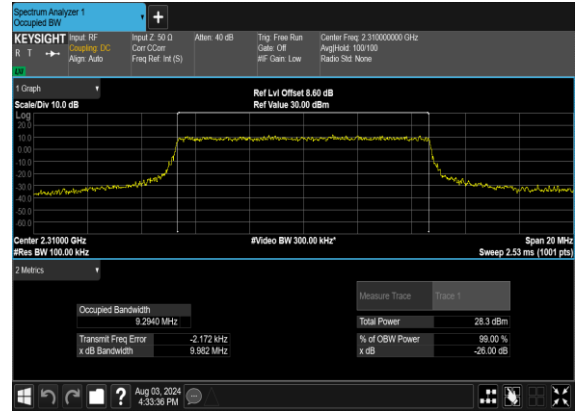 Spectrum Analyzer 1
Occupied BW
KEYSIGHT Input: RF Input Z: 50 Ω Atten: 40 dB Trig: Free Run Center Freq: 2.310000000 GHz
R T Coupling: DC Corr CCorr Gate: Off Avg|Hold: 100/100
Align: Auto Freq Ref: Int (S) #IF Gain: Low Radio Std: None
1 Graph
Ref Lvl Offset 8.60 dB
Scale/Div 10.0 dB Ref Value 30.00 dBm
Log
20.0
10.0
0.00
-10.0
-20.0
-30.0
-40.0
-50.0
-60.0
Center 2.31000 GHz #Video BW 300.00 kHz* Span 20 MHz
#Res BW 100.00 kHz Sweep 2.53 ms (1001 pts)
2 Metrics
Measure Trace Trace 1
Occupied Bandwidth
9.2940 MHz Total Power 28.3 dBm
Transmit Freq Error -2.172 kHz % of OBW Power 99.00 %
x dB Bandwidth 9.982 MHz x dB -26.00 dB
? Aug 03, 2024
4:33:36 PM